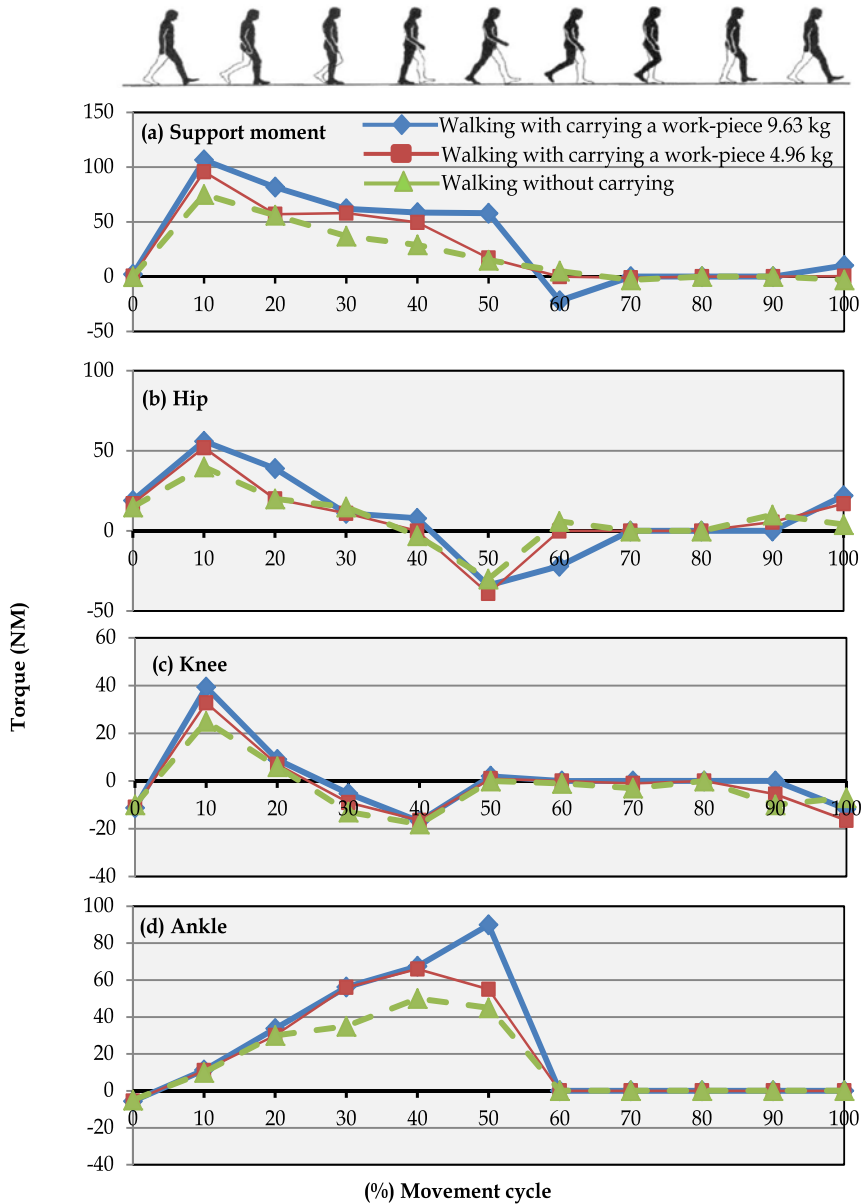 150
(a) Support moment
Walking with carrying a work-piece 9.63 kg
Walking with carrying a work-piece 4.96 kg
Walking without carrying
100
50
0
-50
0 10 20 30 40 50 60 70 80 90 100
100
(b) Hip
50
0
-50
0 10 20 30 40 50 60 70 80 90 100
Torque (NM)
60
(c) Knee
40
20
0
-20
-40
0 10 20 30 40 50 60 70 80 90 100
100
(d) Ankle
80
60
40
20
0
-20
-40
0 10 20 30 40 50 60 70 80 90 100
(%) Movement cycle